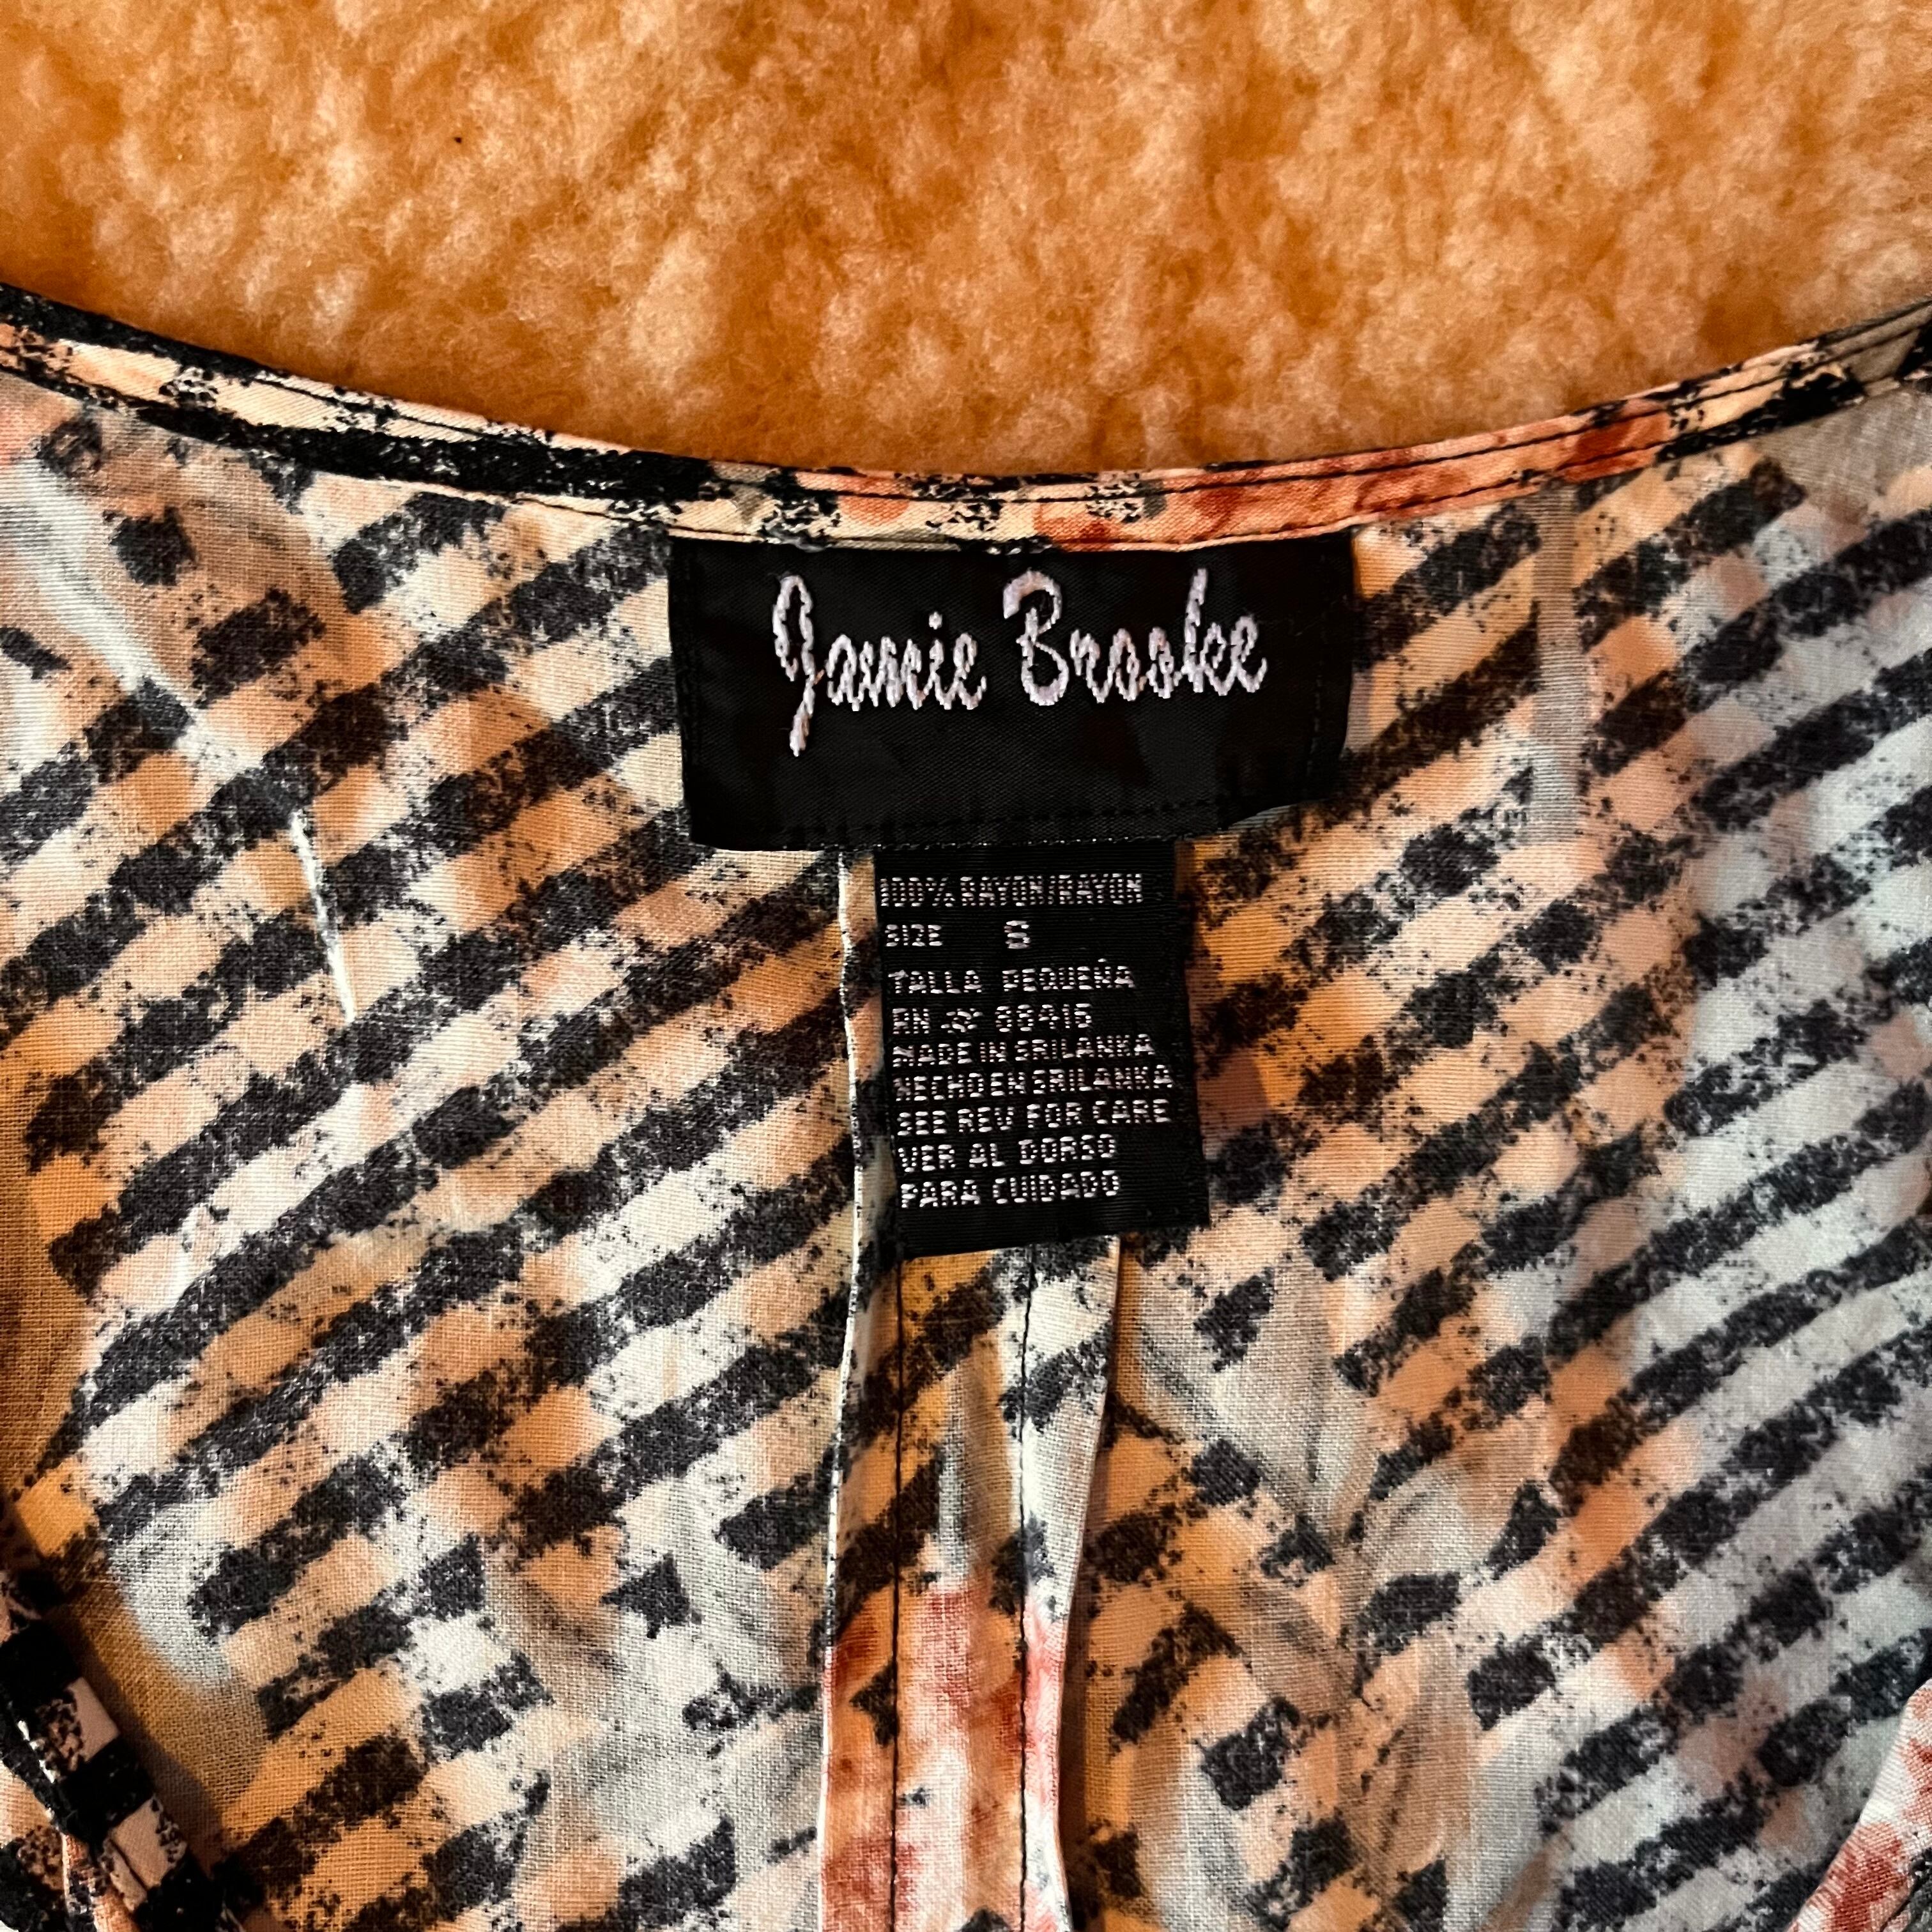 Jamie Brooke
100% RAYON/RAYON
SIZE S
TALLA PEQUEÑA
RN # 88416
MADE IN SRILANKA
HECHO EN SRILANKA
SEE REV FOR CARE
VER AL DORSO
PARA CUIDADO